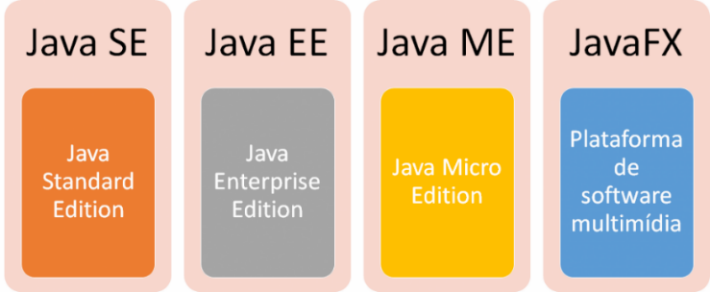 Java SE
Java
Standard
Edition
Java EE
Java
Enterprise
Edition
Java ME
Java Micro
Edition
JavaFX
Plataforma
de
software
multimídia